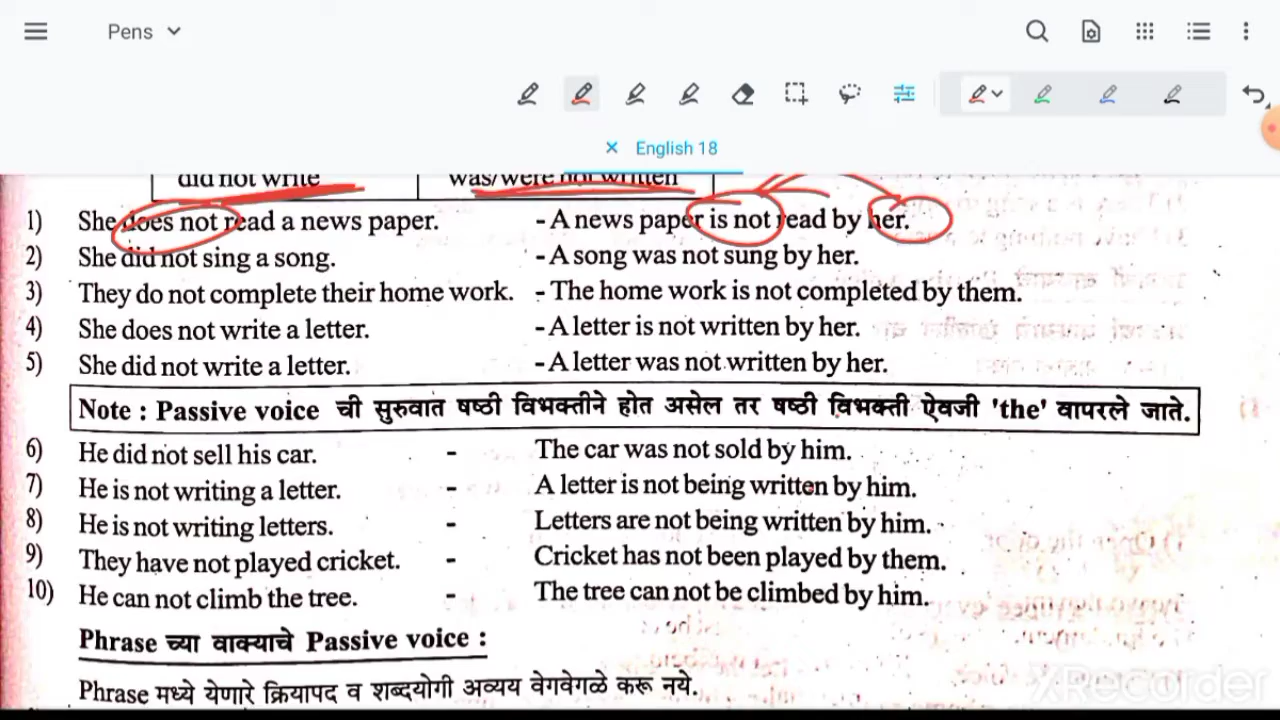 Pens
English 18
did not write was/were not written
1) She does not read a news paper. - A news paper is not read by her.
2) She did not sing a song. - A song was not sung by her.
3) They do not complete their home work. - The home work is not completed by them.
4) She does not write a letter. - A letter is not written by her.
5) She did not write a letter. - A letter was not written by her.
Note : Passive voice ची सुरुवात षष्ठी विभक्तीने होत असेल तर षष्ठी विभक्ती ऐवजी 'the' वापरले जाते.
6) He did not sell his car. - The car was not sold by him.
7) He is not writing a letter. - A letter is not being written by him.
8) He is not writing letters. - Letters are not being written by him.
9) They have not played cricket. - Cricket has not been played by them.
10) He can not climb the tree. - The tree can not be climbed by him.
Phrase च्या वाक्याचे Passive voice :
Phrase मध्ये येणारे क्रियापद व शब्दयोगी अव्यय वेगवेगळे करू नये.
XRecorder